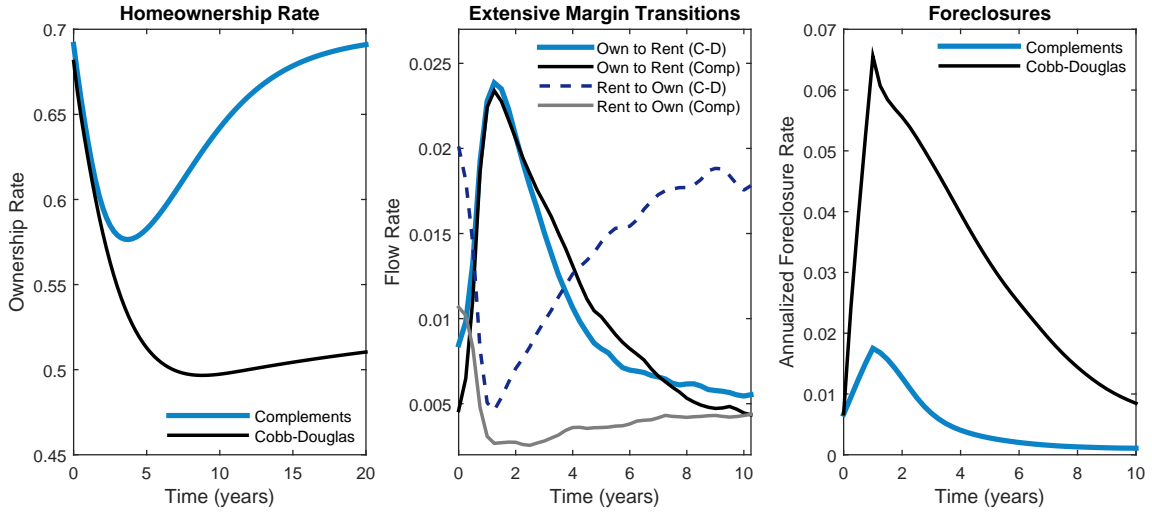 Homeownership Rate
0.7
0.65
0.6
0.55
0.5
0.45
Ownership Rate
Complements
Cobb-Douglas
0
5
10
15
20
Time (years)
Extensive Margin Transitions
0.025
0.02
0.015
0.01
0.005
Flow Rate
Own to Rent (C-D)
Own to Rent (Comp)
Rent to Own (C-D)
Rent to Own (Comp)
0
2
4
6
8
10
Time (years)
Foreclosures
0.07
0.06
0.05
0.04
0.03
0.02
0.01
0
Annualized Foreclosure Rate
Complements
Cobb-Douglas
0
2
4
6
8
10
Time (years)